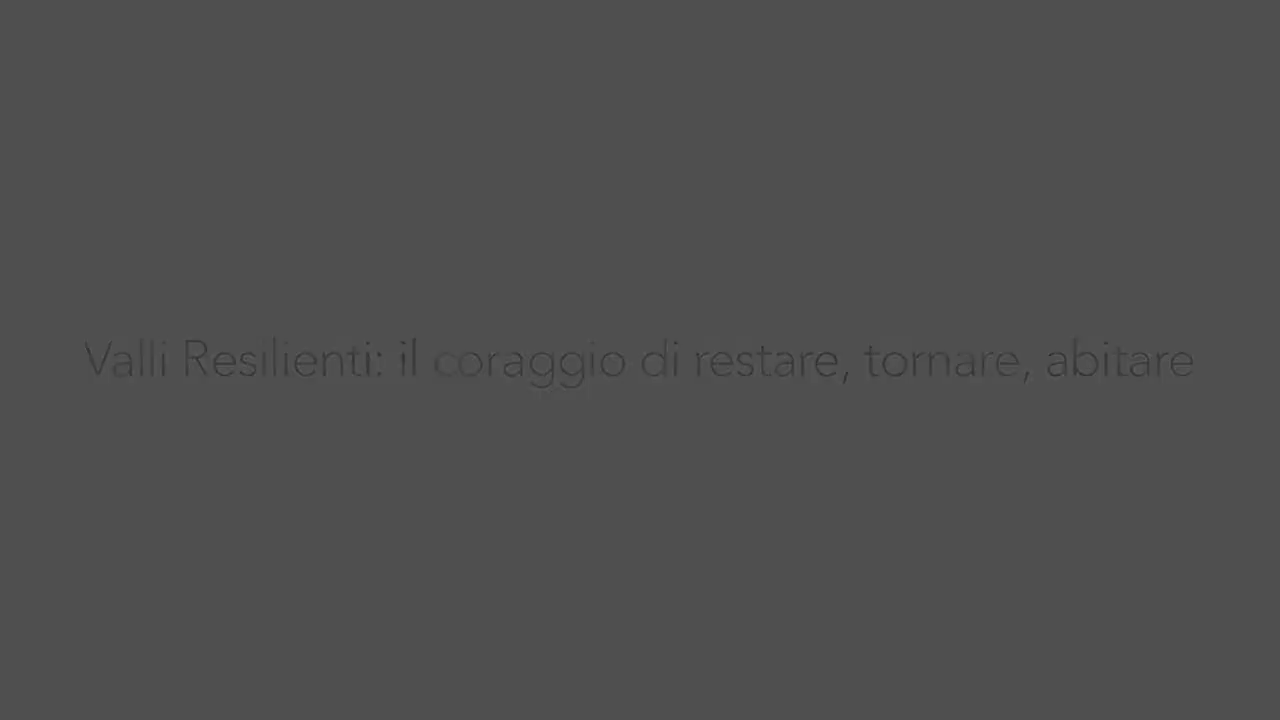 Valli Resilienti: il coraggio di restare, tornare, abitare